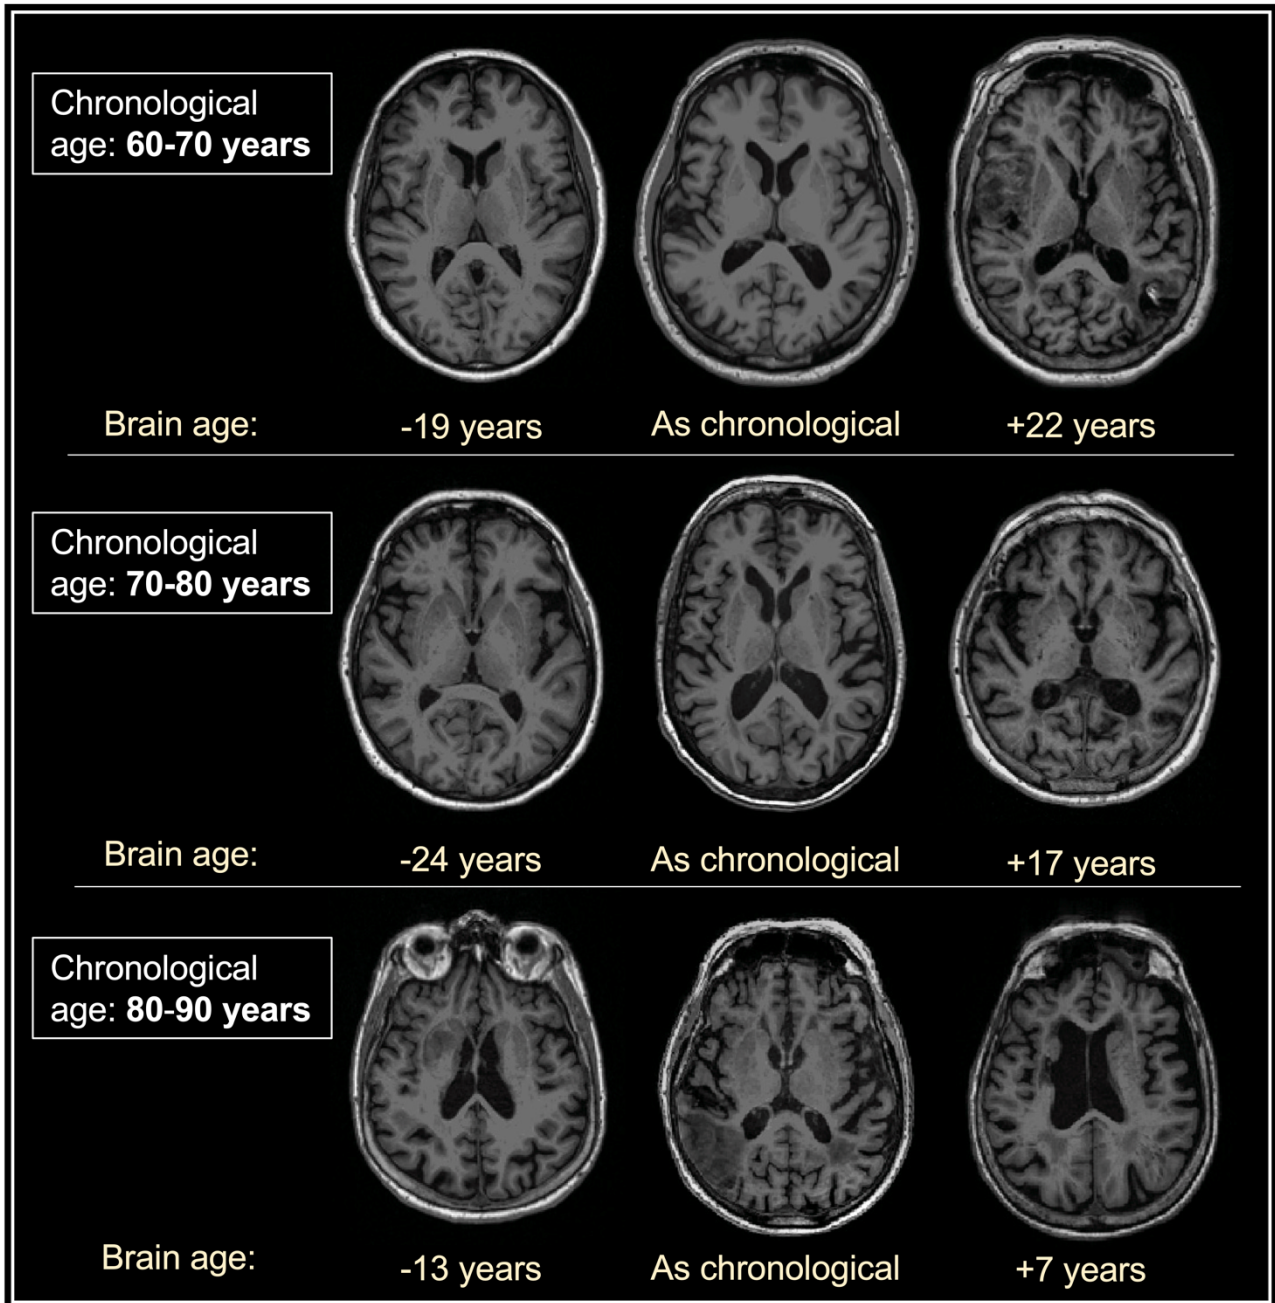 Chronological
age: 60-70 years
Brain age:
-19 years
As chronological
+22 years
Chronological
age: 70-80 years
Brain age:
-24 years
As chronological
+17 years
Chronological
age: 80-90 years
Brain age:
-13 years
As chronological
+7 years